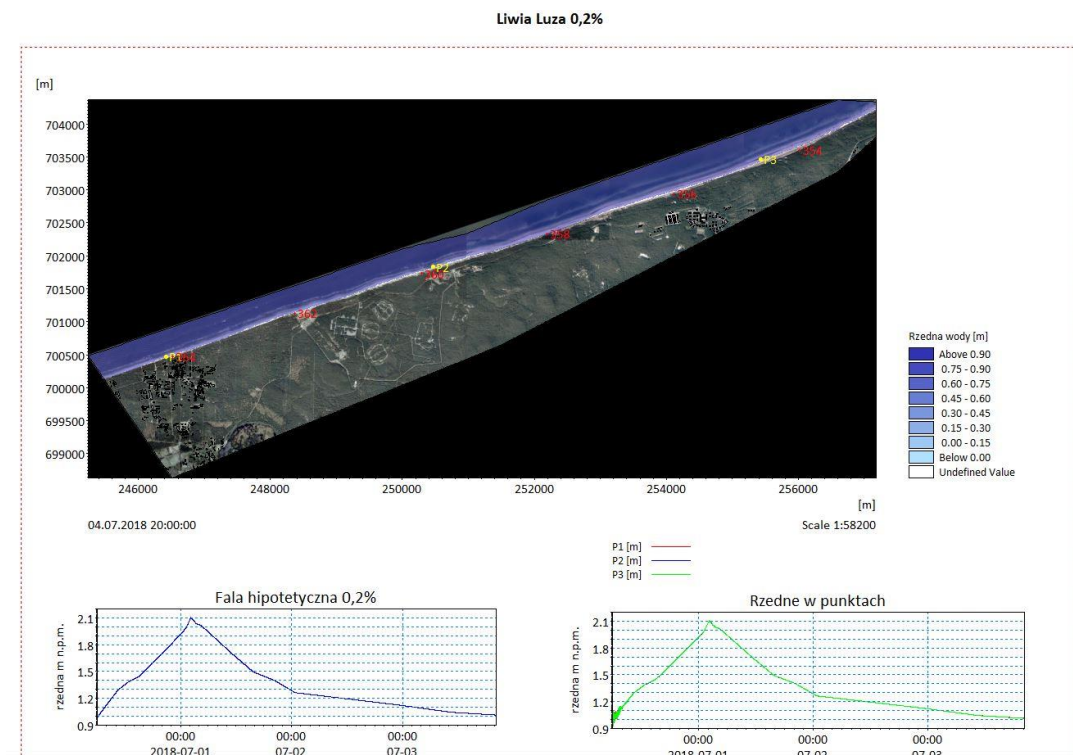 Liwia Luza 0,2%
[m]
704000
703500
703000
702500
702000
701500
701000
700500
700000
699500
699000
354
P3
356
358
P2
362
246000 248000 250000 252000 254000 256000
[m]
04.07.2018 20:00:00
Scale 1:58200
Rzedna wody [m]
Above 0.90
0.75 - 0.90
0.60 - 0.75
0.45 - 0.60
0.30 - 0.45
0.15 - 0.30
0.00 - 0.15
Below 0.00
Undefined Value
P1 [m]
P2 [m]
P3 [m]
Fala hipotetyczna 0,2%
rzedna m n.p.m.
2.1
1.8
1.5
1.2
0.9
00:00 00:00 00:00
2018-07-01 07-02 07-03
Rzedne w punktach
rzedna m n.p.m.
2.1
1.8
1.5
1.2
0.9
00:00 00:00 00:00
2018-07-01 07-02 07-03